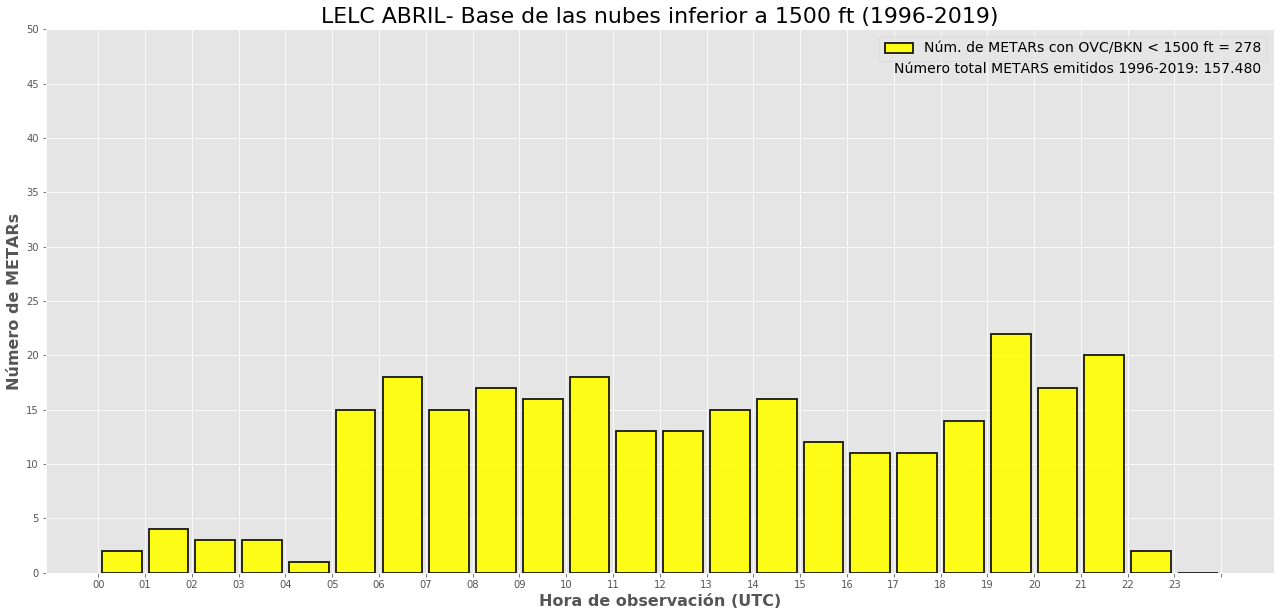 LELC ABRIL- Base de las nubes inferior a 1500 ft (1996-2019)
Núm. de METARs con OVC/BKN < 1500 ft = 278
Número total METARS emitidos 1996-2019: 157.480
Número de METARs
50
45
40
35
30
25
20
15
10
5
0
00 01 02 03 04 05 06 07 08 09 10 11 12 13 14 15 16 17 18 19 20 21 22 23
Hora de observación (UTC)